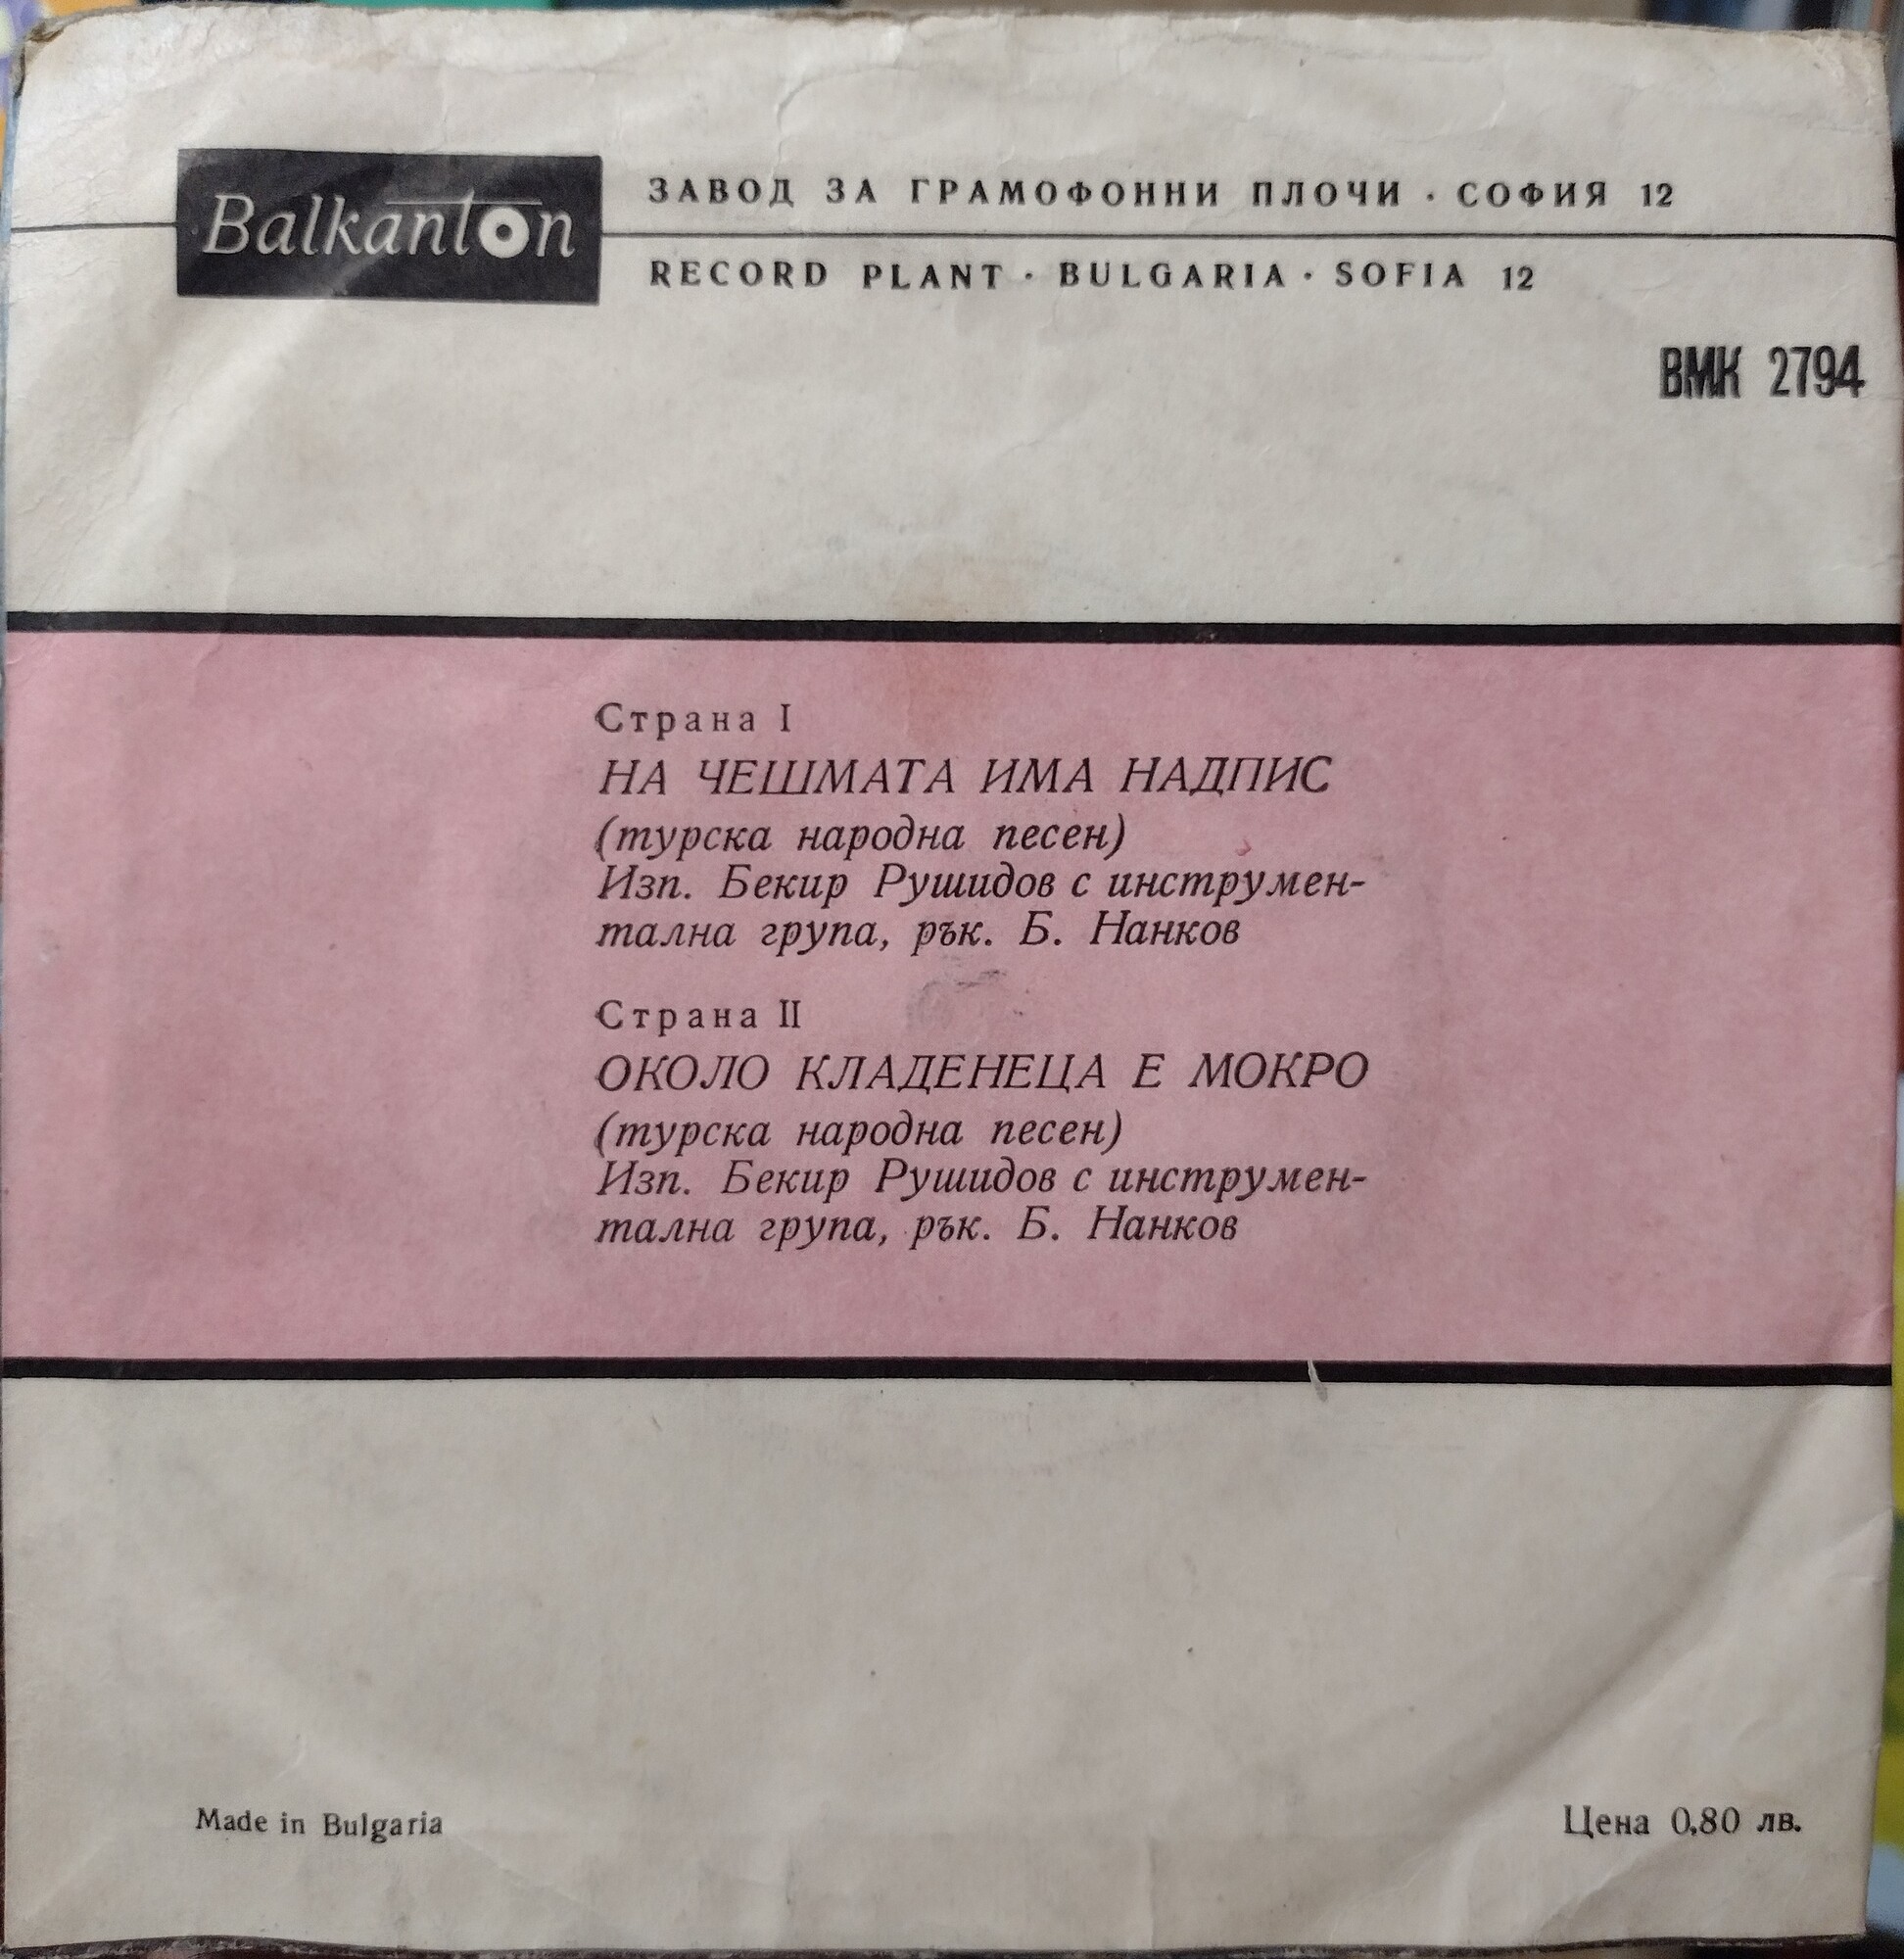 Balkanton
ЗАВОД ЗА ГРАМОФОННИ ПЛОЧИ · СОФИЯ 12
RECORD PLANT · BULGARIA · SOFIA 12
ВМК 2794
Страна I
НА ЧЕШМАТА ИМА НАДПИС
(турска народна песен)
Изп. Бекир Рушидов с инструмен-
тална група, рък. Б. Нанков
Страна II
ОКОЛО КЛАДЕНЕЦА Е МОКРО
(турска народна песен)
Изп. Бекир Рушидов с инструмен-
тална група, рък. Б. Нанков
Made in Bulgaria
Цена 0,80 лв.